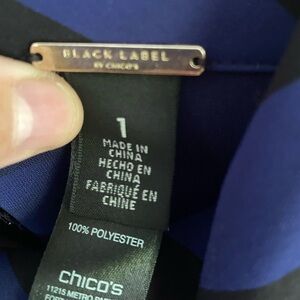 BLACK LABEL
BY CHICO'S
1
MADE IN
CHINA
HECHO EN
CHINA
FABRIQUÉ EN
CHINE
100% POLYESTER
chico's
11215 METRO
FORT